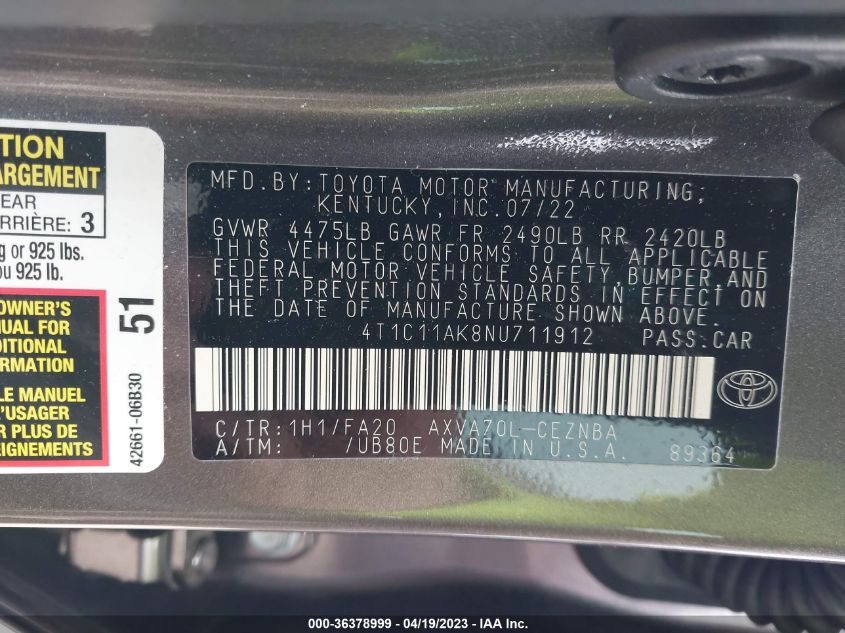 TION
ARGEMENT
EAR
RRIÈRE: 3
g or 925 lbs.
ou 925 lb.
OWNER'S
NUAL FOR
DITIONAL
RMATION
LE MANUEL
'USAGER
R PLUS DE
EIGNEMENTS
51
42661-06B30
MFD.BY:TOYOTA MOTOR MANUFACTURING;
KENTUCKY, INC.07/22
GVWR 4475LB GAWR FR 2490LB RR 2420LB
THIS VEHICLE CONFORMS TO ALL APPLICABLE
FEDERAL MOTOR VEHICLE SAFETY,BUMPER,AND
THEFT PREVENTION STANDARDS IN EFFECT ON
THE DATE OF MANUFACTURE SHOWN ABOVE.
4T1C11AK8NU711912 PASS.CAR
C/TR:1H1/FA20 AXVA70L-CEZNBA
A/TM: /UB80E MADE IN U.S.A. 89364
000-36378999 - 04/19/2023 - Copyright IAA, Inc.